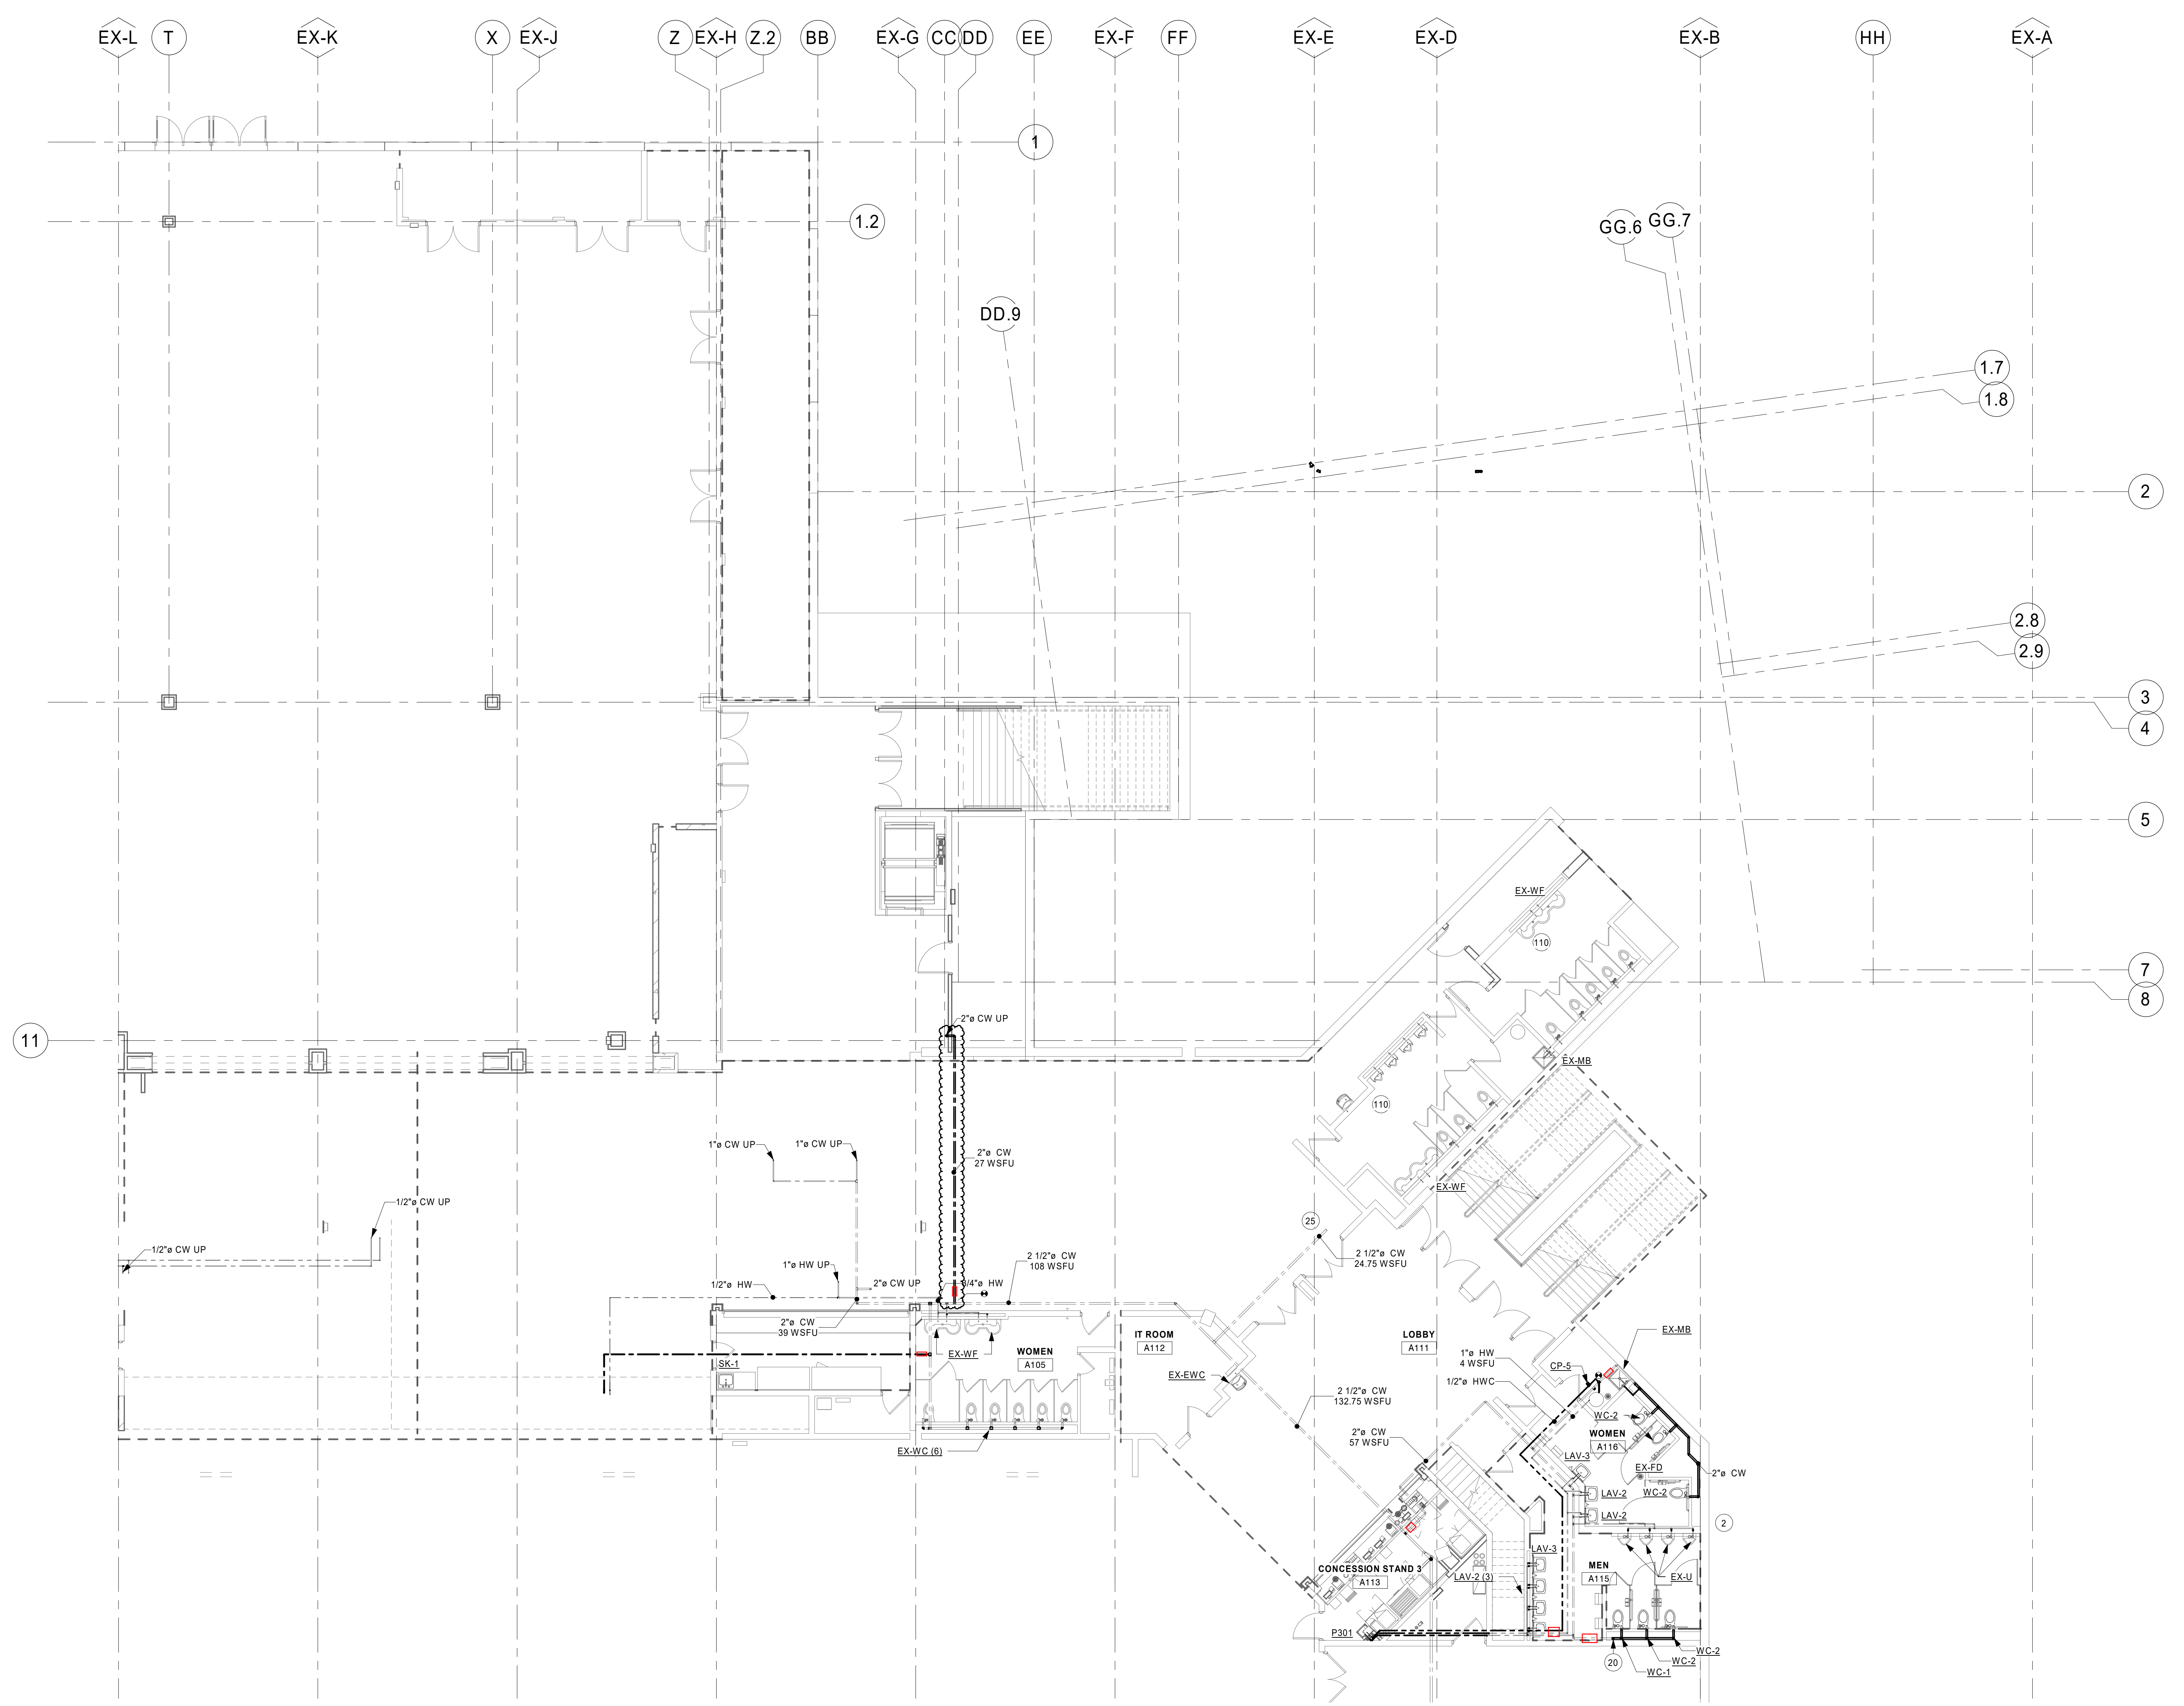 EX-L
T
EX-K
X
EX-J
Z
EX-H
Z.2
BB
EX-G
CC
DD
EE
EX-F
FF
EX-E
EX-D
EX-B
HH
EX-A
1
1.2
GG.6
GG.7
DD.9
1.7
1.8
2
2.8
2.9
3
4
5
7
8
11
EX-WF
110
EX-MB
110
EX-WF
2"ø CW UP
1"ø CW UP
1"ø CW UP
2"ø CW
27 WSFU
1/2"ø CW UP
1/2"ø CW UP
25
2 1/2"ø CW
24.75 WSFU
2 1/2"ø CW
108 WSFU
1"ø HW UP
1/2"ø HW
2"ø CW UP
3/4"ø HW
2"ø CW
39 WSFU
SK-1
EX-WF
WOMEN
A105
IT ROOM
A112
EX-EWC
EX-WC (6)
LOBBY
A111
EX-MB
1"ø HW
4 WSFU
CP-5
1/2"ø HWC
2 1/2"ø CW
132.75 WSFU
WC-2
2"ø CW
57 WSFU
WOMEN
A116
LAV-3
EX-FD
2"ø CW
WC-2
LAV-2
LAV-2
2
LAV-3
CONCESSION STAND 3
A113
LAV-2 (3)
MEN
A115
EX-U
P301
20
WC-2
WC-2
WC-1